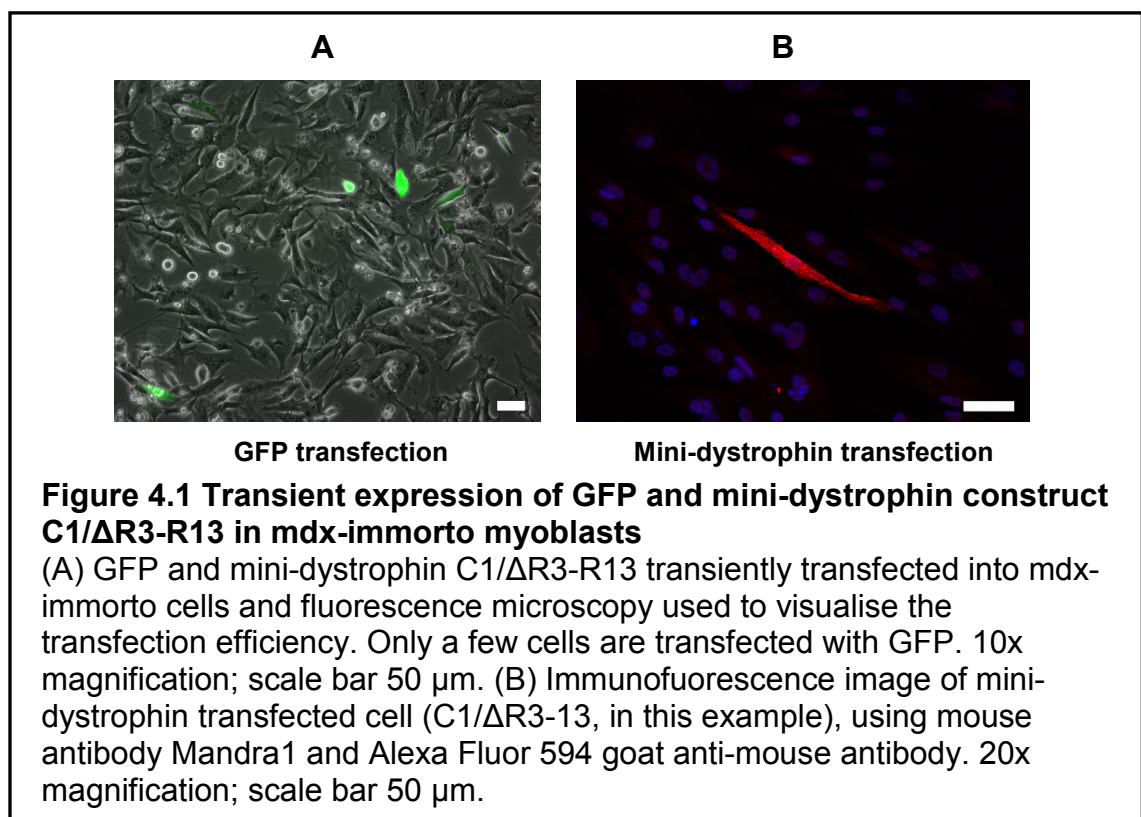 A
B
GFP transfection
Mini-dystrophin transfection
Figure 4.1 Transient expression of GFP and mini-dystrophin construct
C1/ΔR3-R13 in mdx-immorto myoblasts
(A) GFP and mini-dystrophin C1/ΔR3-R13 transiently transfected into mdx-
immorto cells and fluorescence microscopy used to visualise the
transfection efficiency. Only a few cells are transfected with GFP. 10x
magnification; scale bar 50 µm. (B) Immunofuorescence image of mini-
dystrophin transfected cell (C1/ΔR3-13, in this example), using mouse
antibody Mandra1 and Alexa Fluor 594 goat anti-mouse antibody. 20x
magnification; scale bar 50 µm.